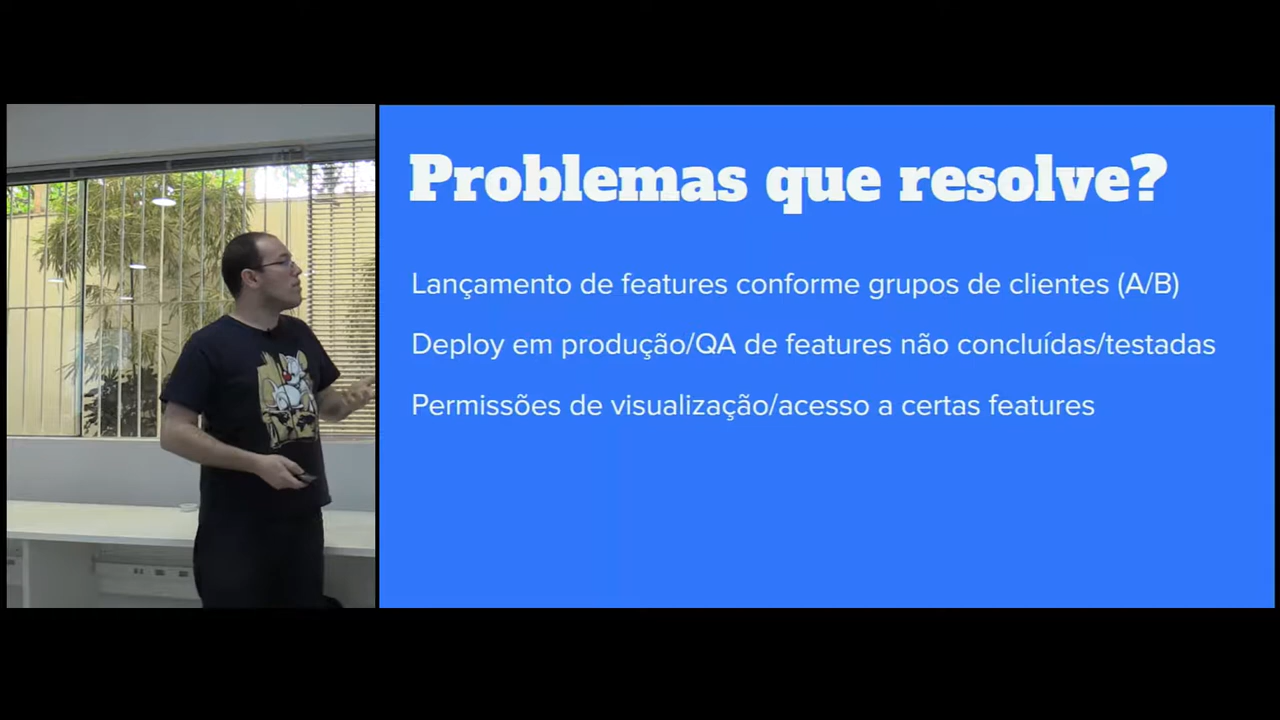 Problemas que resolve?
Lançamento de features conforme grupos de clientes (A/B)
Deploy em produção/QA de features não concluídas/testadas
Permissões de visualização/acesso a certas features